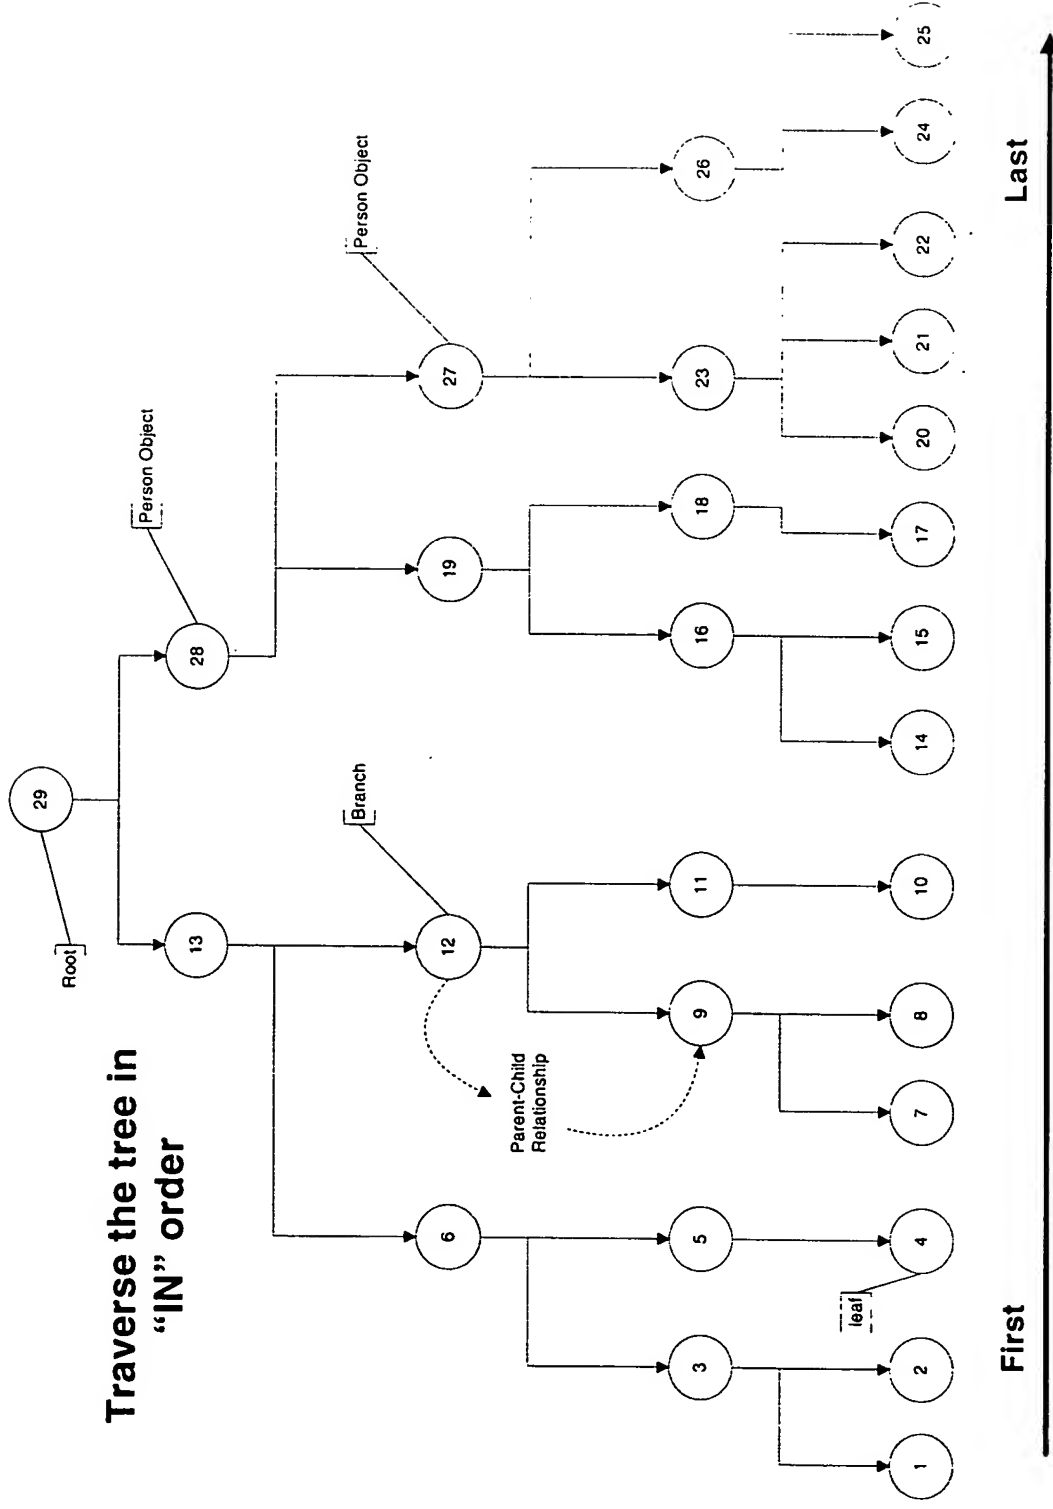 Traverse the tree in
“IN” order
Root
29
13
28
Person Object
6
12
Branch
19
27
Person Object
Parent-Child
Relationship
3
5
9
11
16
18
23
26
leaf
1
2
4
7
8
10
14
15
17
20
21
22
24
25
First
Last